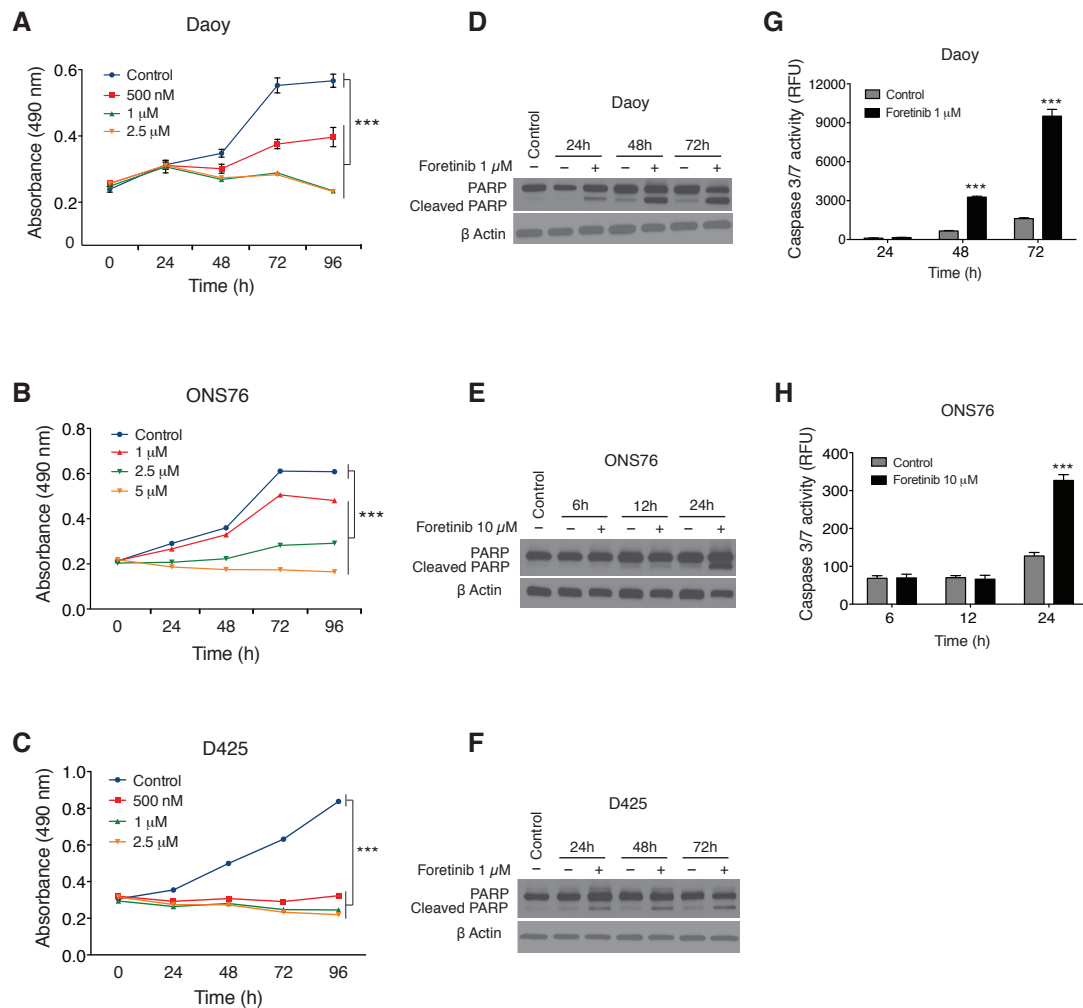 A
Daoy
Absorbance (490 nm)
0.6
0.4
0.2
0
Control
500 nM
1 µM
2.5 µM
***
0 24 48 72 96
Time (h)
D
Daoy
Control
24h 48h 72h
Foretinib 1 µM − − + − + − +
PARP
Cleaved PARP
β Actin
G
Daoy
Caspase 3/7 activity (RFU)
12000
9000
6000
3000
0
Control
Foretinib 1 µM
***
***
24 48 72
Time (h)
B
ONS76
Absorbance (490 nm)
0.8
0.6
0.4
0.2
0.0
Control
1 µM
2.5 µM
5 µM
***
0 24 48 72 96
Time (h)
E
ONS76
Control
6h 12h 24h
Foretinib 10 µM − − + − + − +
PARP
Cleaved PARP
β Actin
H
ONS76
Caspase 3/7 activity (RFU)
400
300
200
100
0
Control
Foretinib 10 µM
***
6 12 24
Time (h)
C
D425
Absorbance (490 nm)
1.0
0.8
0.6
0.4
0.2
0.0
Control
500 nM
1 µM
2.5 µM
***
0 24 48 72 96
Time (h)
F
D425
Control
24h 48h 72h
Foretinib 1 µM − − + − + − +
PARP
Cleaved PARP
β Actin